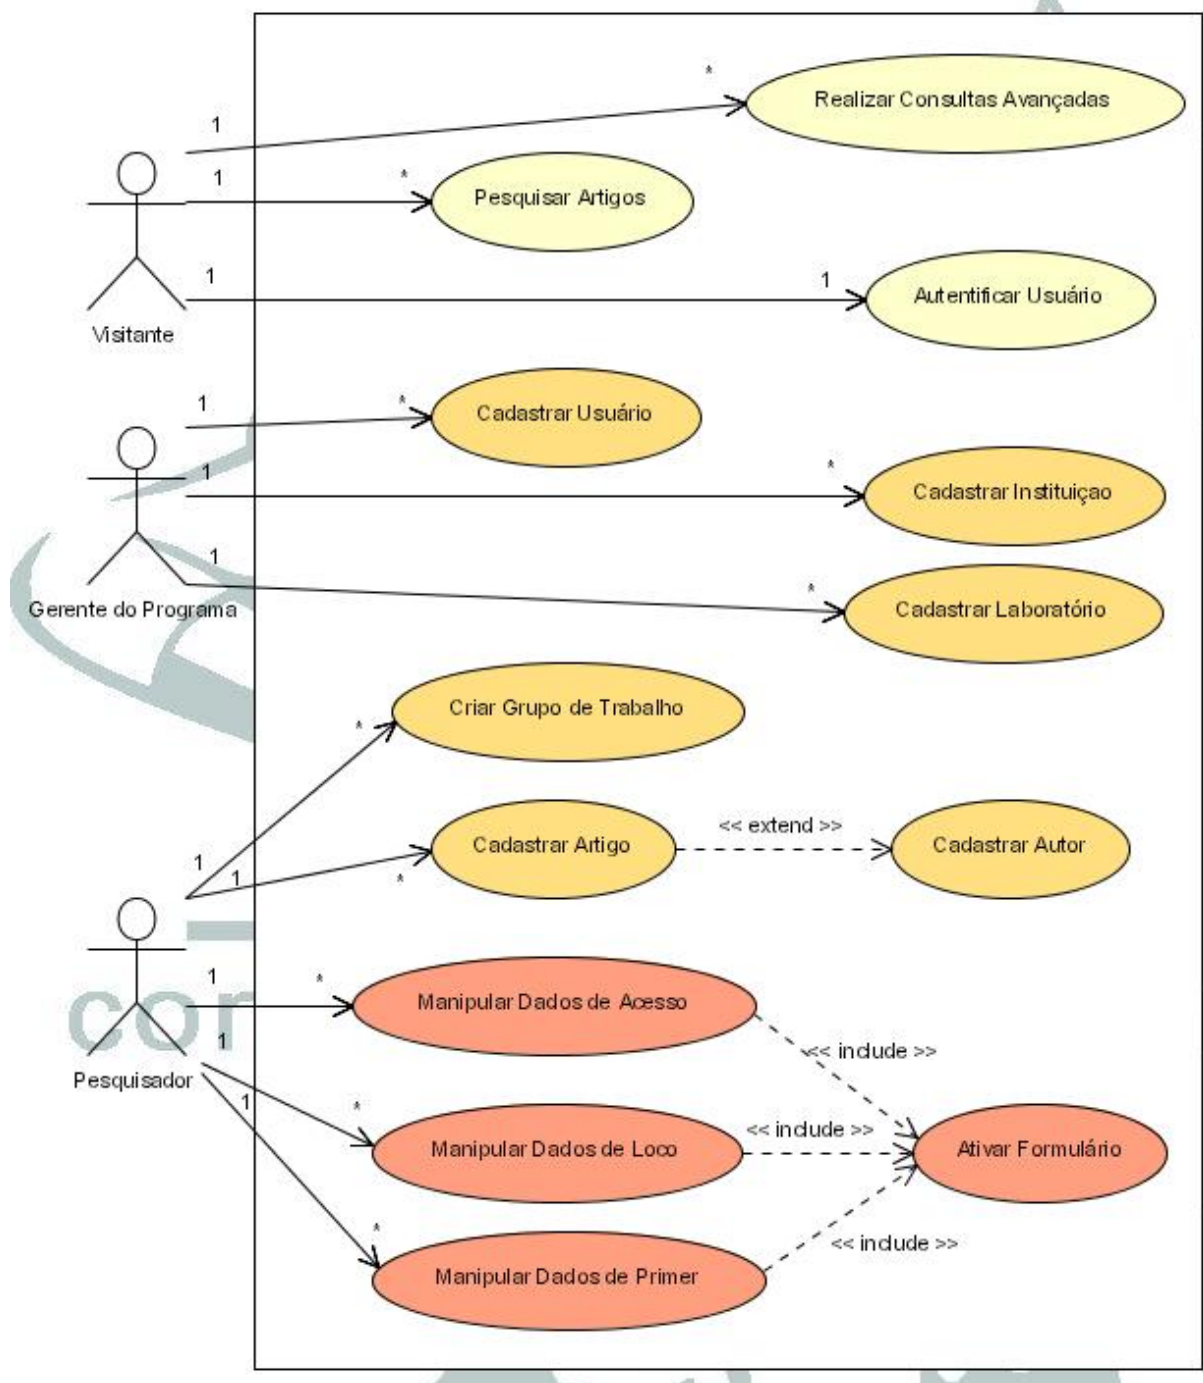 *
Realizar Consultas Avançadas
1
1
*
Pesquisar Artigos
1
1
Autentificar Usuário
Visitante
1
*
Cadastrar Usuário
1
*
Cadastrar Instituiçao
1
*
Cadastrar Laboratório
Gerente do Programa
*
Criar Grupo de Trabalho
<< extend >>
Cadastrar Artigo
Cadastrar Autor
1
1
*
1
*
Manipular Dados de Acesso
cor
1
<< include >>
Pesquisador
1
*
<< include >>
Manipular Dados de Loco
Ativar Formulário
*
<< include >>
Manipular Dados de Primer